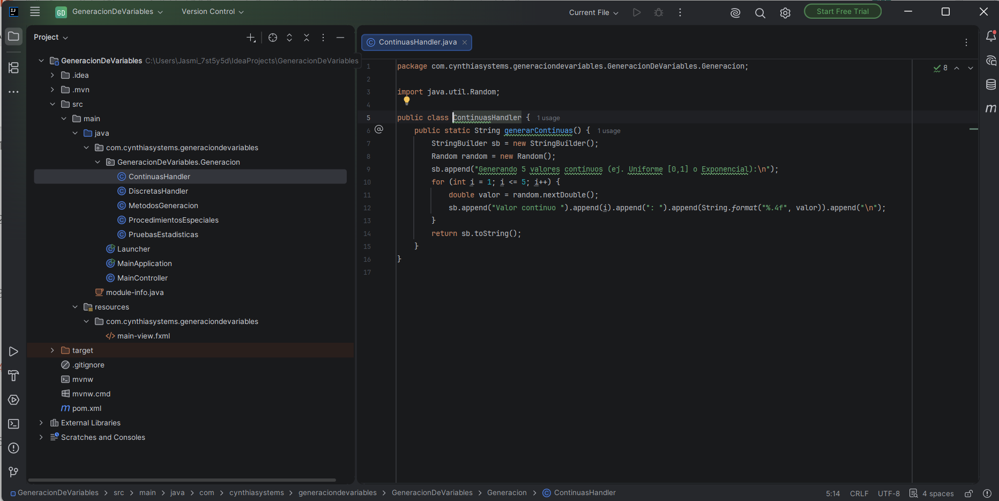 GD GeneracionDeVariables Version Control Current File Start Free Trial
Project
GeneracionDeVariables C:\Users\Jasmi_7st5y5d\IdeaProjects\GeneracionDeVariables
.idea
.mvn
src
main
java
com.cynthiasystems.generaciondevariables
GeneracionDeVariables.Generacion
ContinuasHandler
DiscretasHandler
MetodosGeneracion
ProcedimientosEspeciales
PruebasEstadisticas
Launcher
MainApplication
MainController
module-info.java
resources
com.cynthiasystems.generaciondevariables
main-view.fxml
target
.gitignore
mvnw
mvnw.cmd
pom.xml
External Libraries
Scratches and Consoles
ContinuasHandler.java
8
1 package com.cynthiasystems.generaciondevariables.GeneracionDeVariables.Generacion;
2
3 import java.util.Random;
4
5 public class ContinuasHandler { 1 usage
6 public static String generarContinuas() { 1 usage
7 StringBuilder sb = new StringBuilder();
8 Random random = new Random();
9 sb.append("Generando 5 valores continuos (ej. Uniforme [0,1] o Exponencial):\n");
10 for (int i = 1; i <= 5; i++) {
11 double valor = random.nextDouble();
12 sb.append("Valor continuo ").append(i).append(": ").append(String.format("%.4f", valor)).append("\n");
13 }
14 return sb.toString();
15 }
16 }
17
GeneracionDeVariables > src > main > java > com > cynthiasystems > generaciondevariables > GeneracionDeVariables > Generacion > ContinuasHandler
5:14 CRLF UTF-8 4 spaces